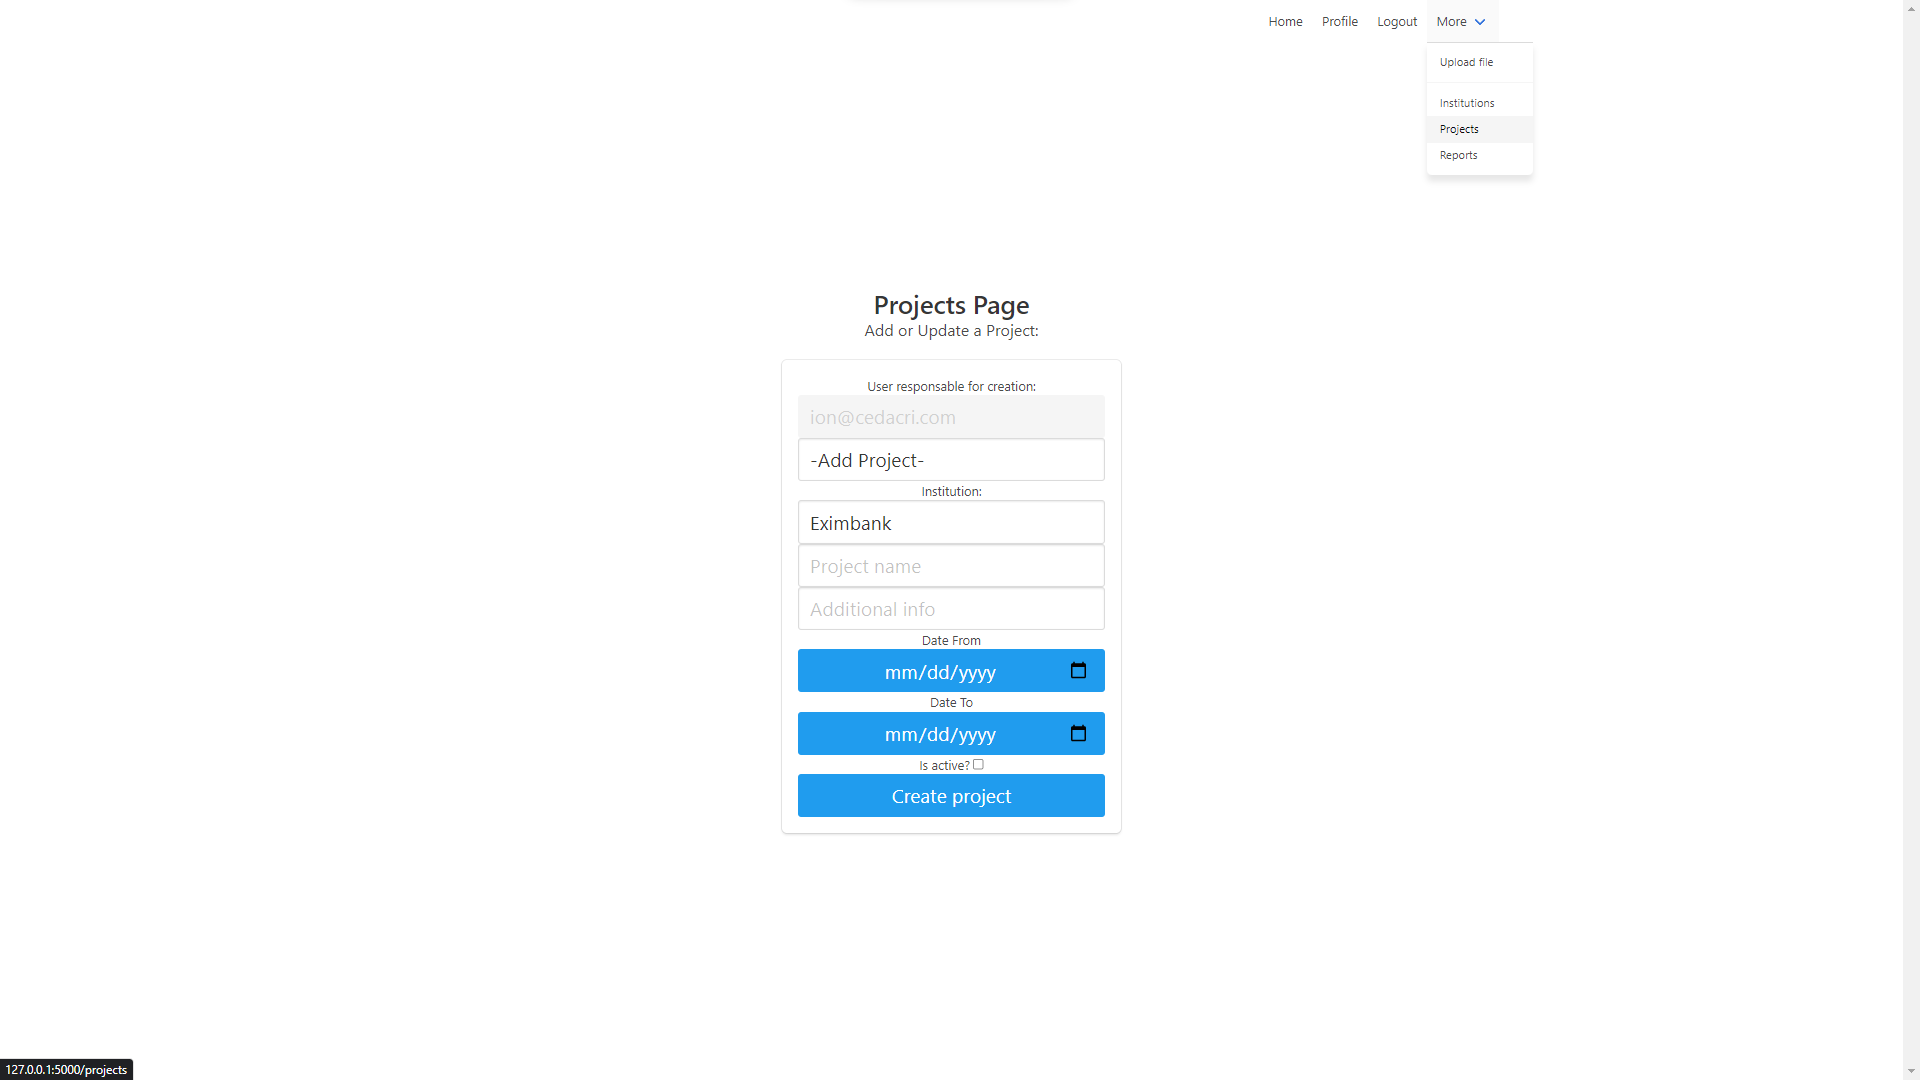 Home Profile Logout More
Upload file
Institutions
Projects
Reports
Projects Page
Add or Update a Project:
User responsable for creation:
ion@cedacri.com
-Add Project-
Institution:
Eximbank
Project name
Additional info
Date From
mm/dd/yyyy
Date To
mm/dd/yyyy
Is active?
Create project
127.0.0.1:5000/projects